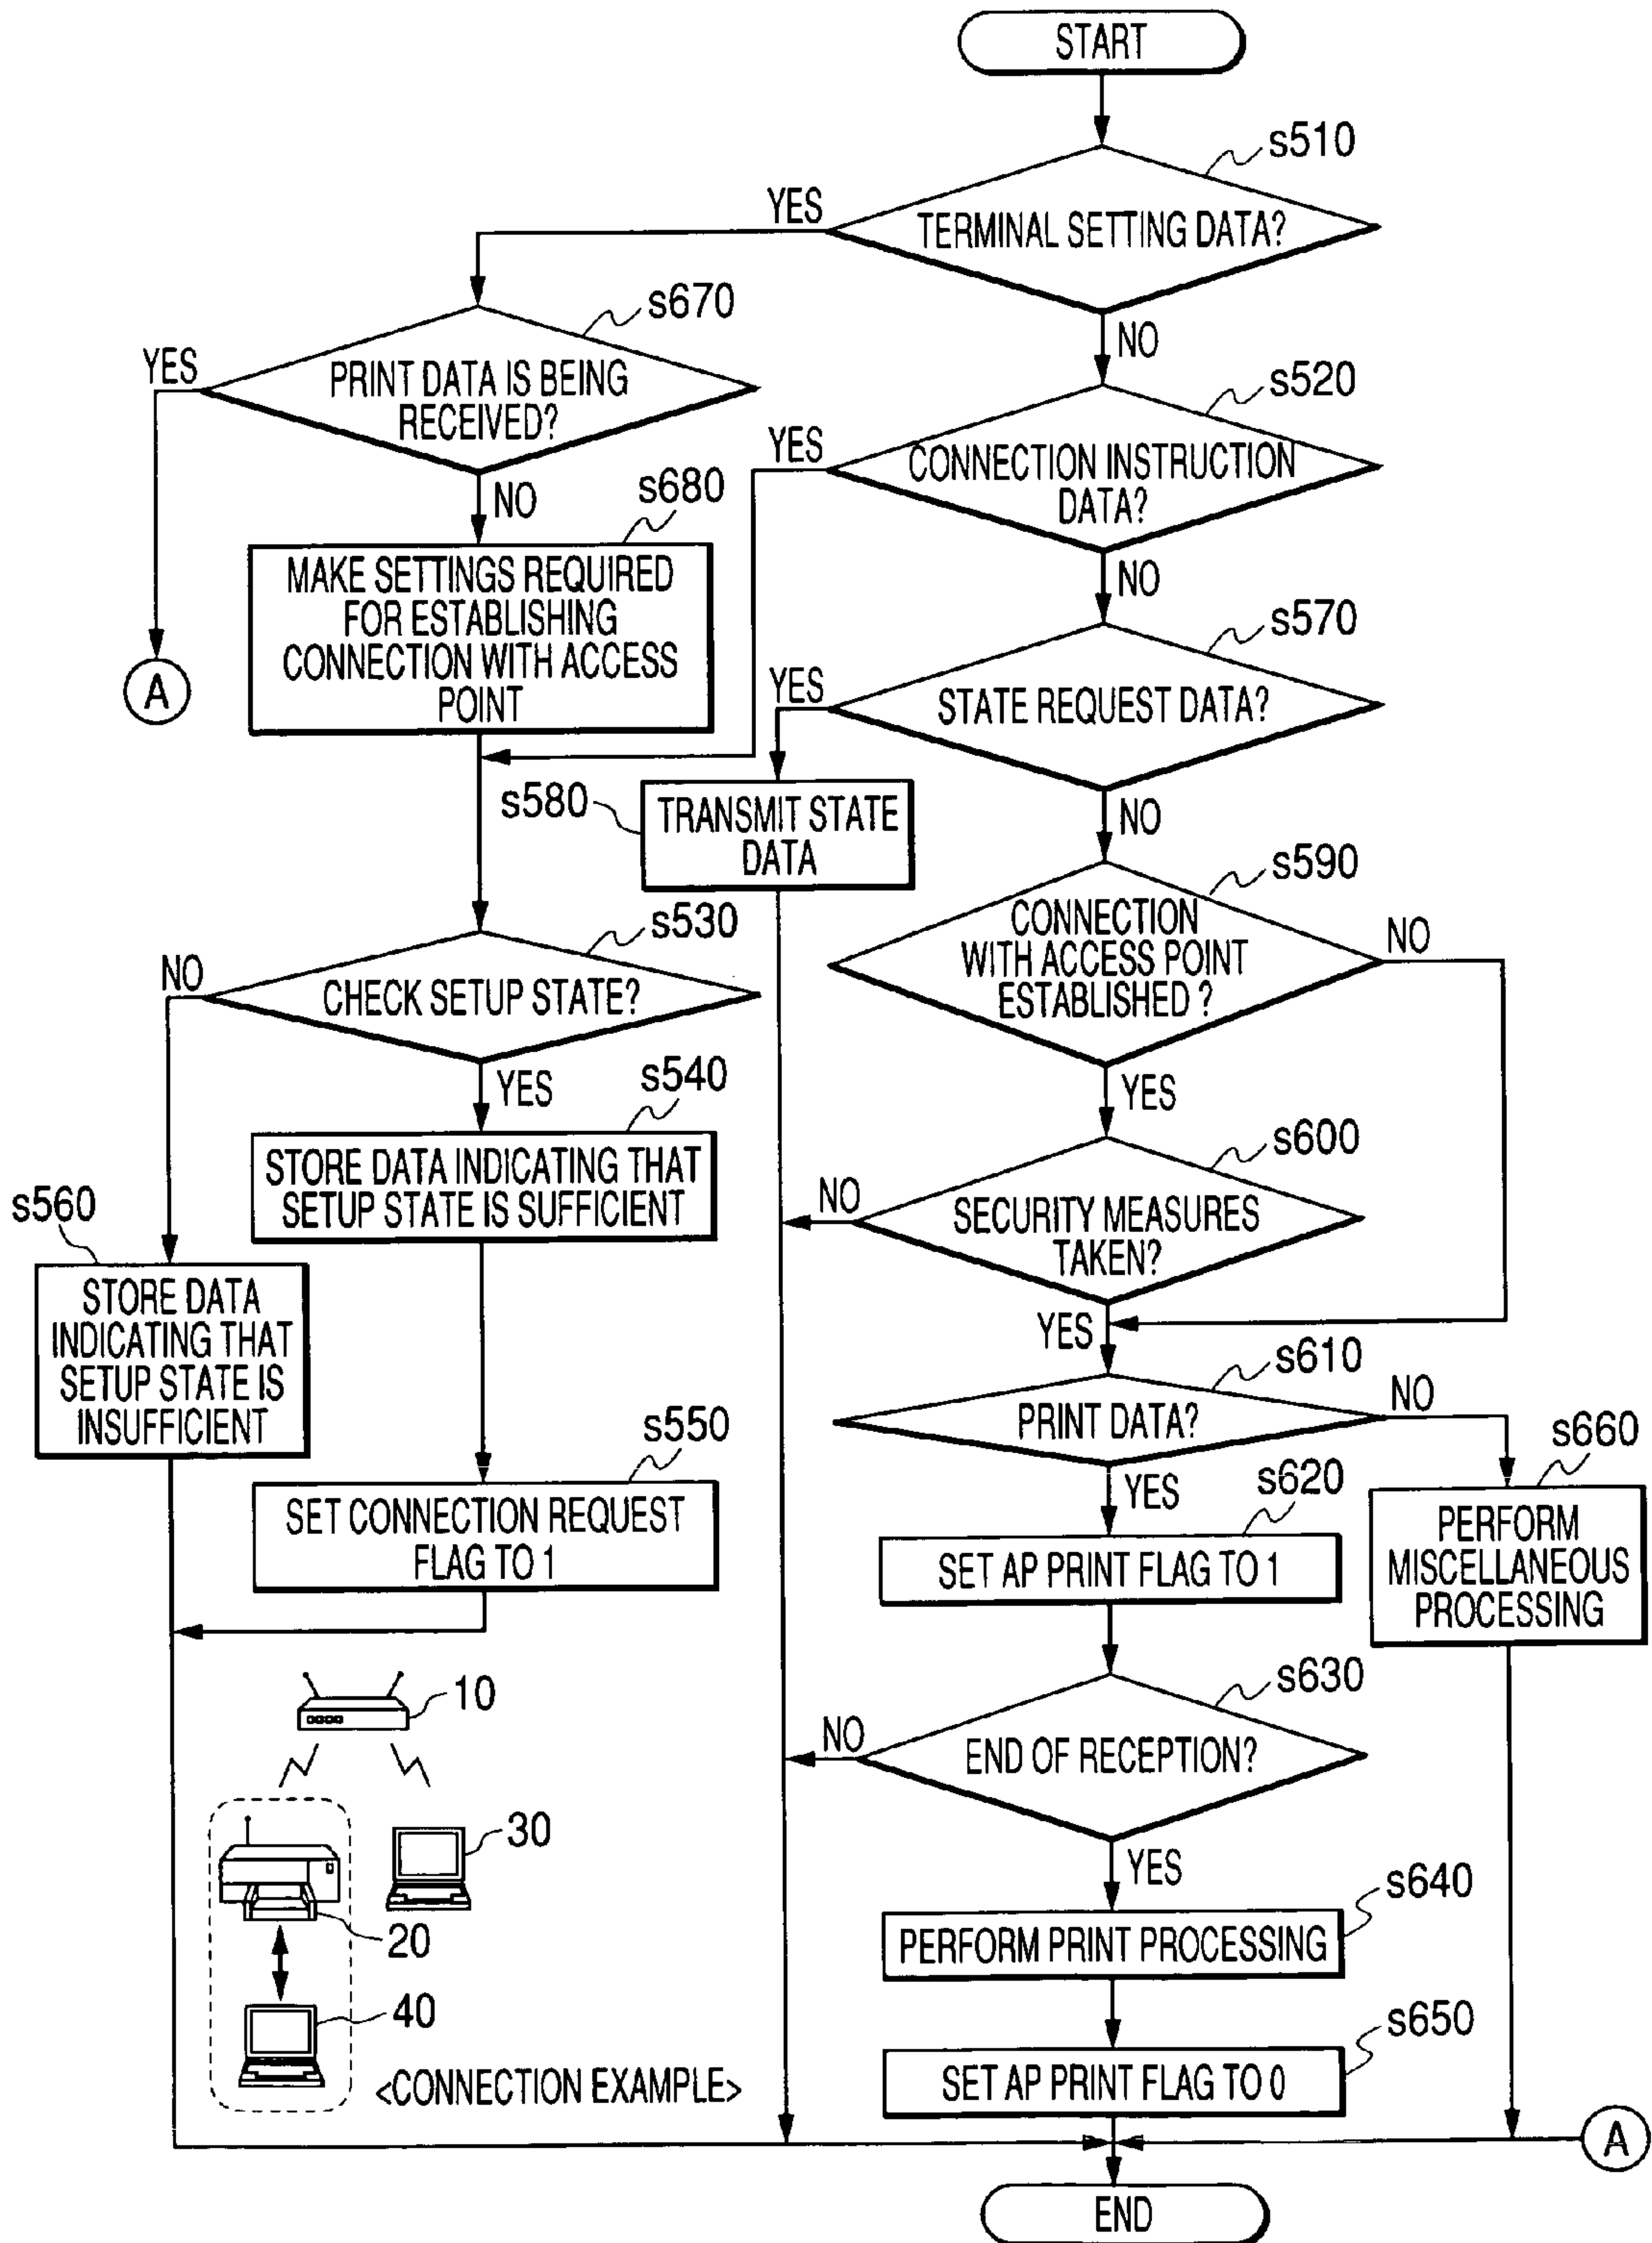 START
s510
YES
TERMINAL SETTING DATA?
NO
s670
YES
PRINT DATA IS BEING
RECEIVED?
NO
s520
YES
CONNECTION INSTRUCTION
DATA?
NO
s680
MAKE SETTINGS REQUIRED
FOR ESTABLISHING
CONNECTION WITH ACCESS
POINT
A
s570
YES
STATE REQUEST DATA?
NO
s580
TRANSMIT STATE
DATA
s590
CONNECTION
WITH ACCESS POINT
ESTABLISHED ?
NO
YES
s530
NO
CHECK SETUP STATE?
YES
s540
STORE DATA INDICATING THAT
SETUP STATE IS SUFFICIENT
s600
NO
SECURITY MEASURES
TAKEN?
YES
s560
STORE DATA
INDICATING THAT
SETUP STATE IS
INSUFFICIENT
s550
SET CONNECTION REQUEST
FLAG TO 1
s610
PRINT DATA?
NO
YES
s660
PERFORM
MISCELLANEOUS
PROCESSING
s620
SET AP PRINT FLAG TO 1
s630
NO
END OF RECEPTION?
YES
10
30
20
40
<CONNECTION EXAMPLE>
s640
PERFORM PRINT PROCESSING
s650
SET AP PRINT FLAG TO 0
A
END